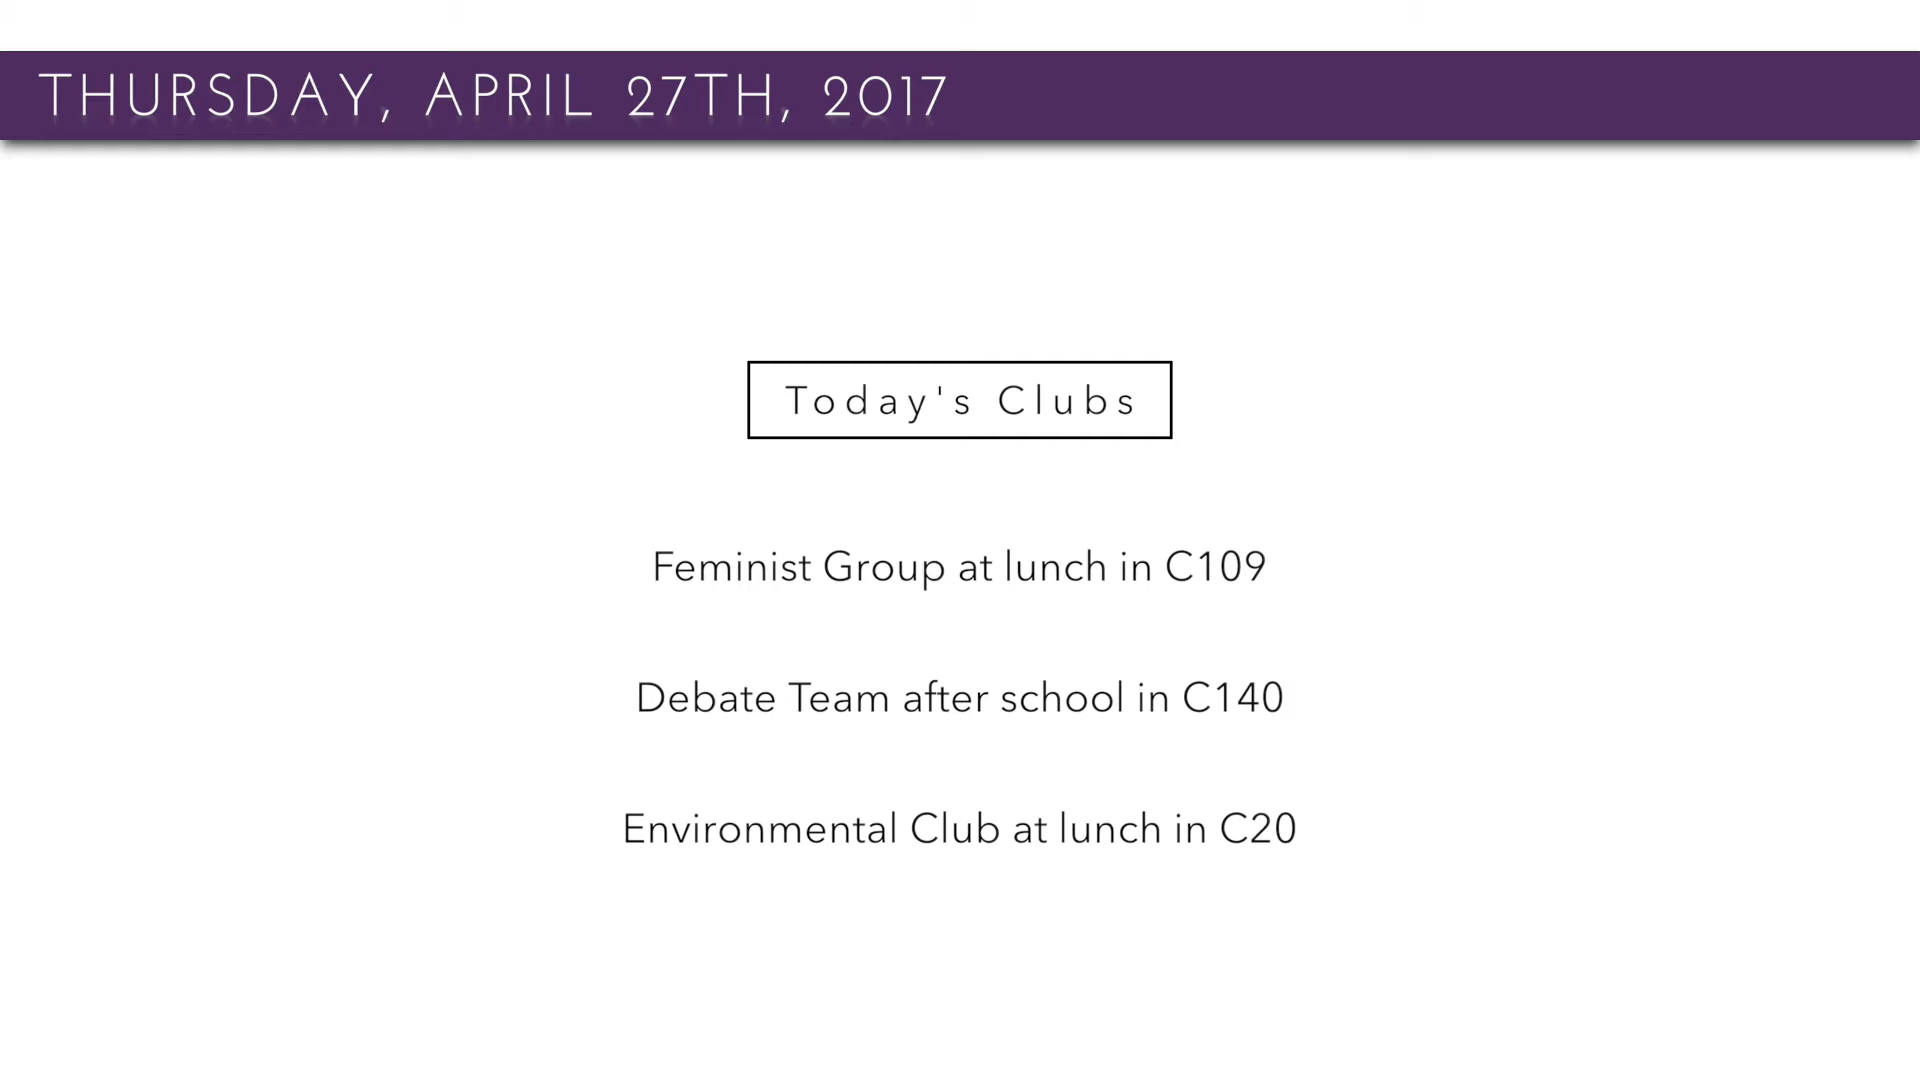 THURSDAY, APRIL 27TH, 2017
Today's Clubs
Feminist Group at lunch in C109
Debate Team after school in C140
Environmental Club at lunch in C20